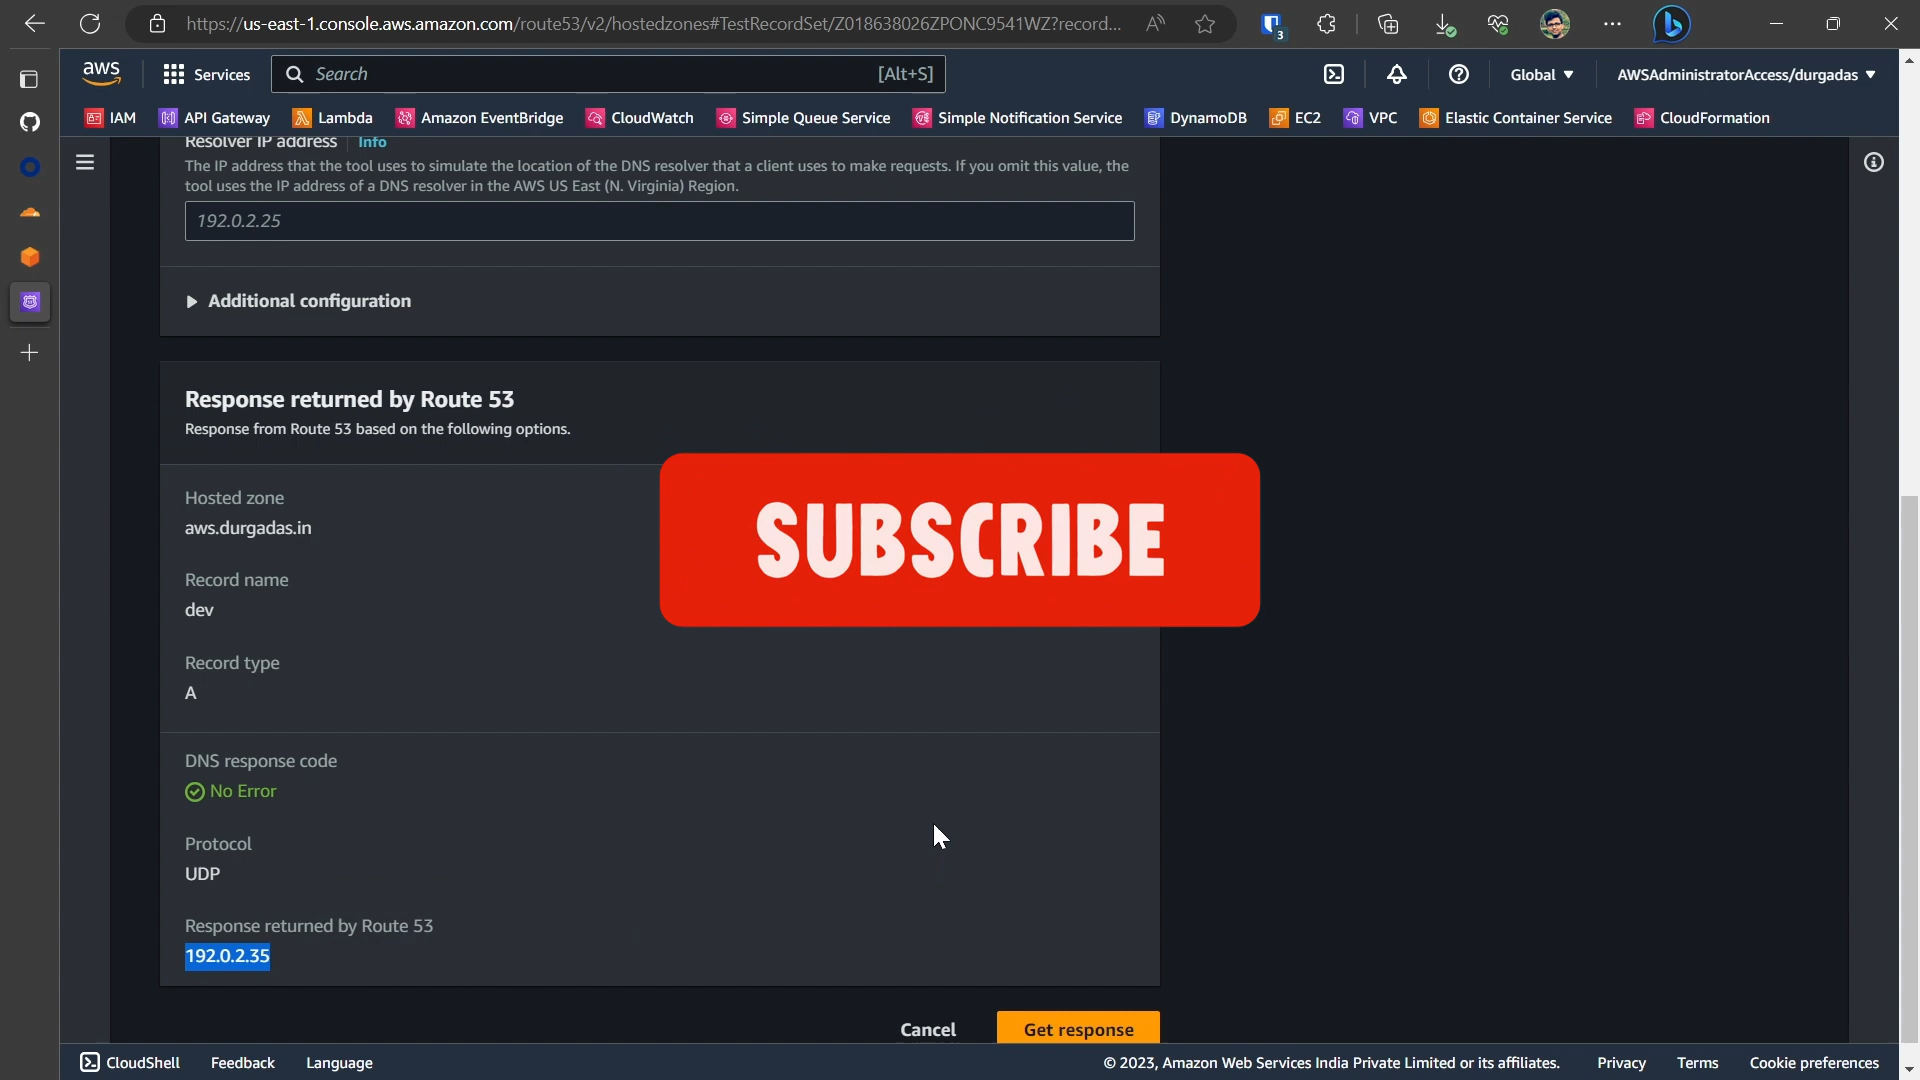 https://us-east-1.console.aws.amazon.com/route53/v2/hostedzones#TestRecordSet/Z018638026ZPONC9541WZ?record...
3
aws
Services
Search
[Alt+S]
Global
AWSAdministratorAccess/durgadas
IAM
API Gateway
Lambda
Amazon EventBridge
CloudWatch
Simple Queue Service
Simple Notification Service
DynamoDB
EC2
VPC
Elastic Container Service
CloudFormation
Resolver IP address
Info
The IP address that the tool uses to simulate the location of the DNS resolver that a client uses to make requests. If you omit this value, the
tool uses the IP address of a DNS resolver in the AWS US East (N. Virginia) Region.
192.0.2.25
Additional configuration
Response returned by Route 53
Response from Route 53 based on the following options.
Hosted zone
aws.durgadas.in
SUBSCRIBE
Record name
dev
Record type
A
DNS response code
No Error
Protocol
UDP
Response returned by Route 53
192.0.2.35
Cancel
Get response
CloudShell
Feedback
Language
© 2023, Amazon Web Services India Private Limited or its affiliates.
Privacy
Terms
Cookie preferences